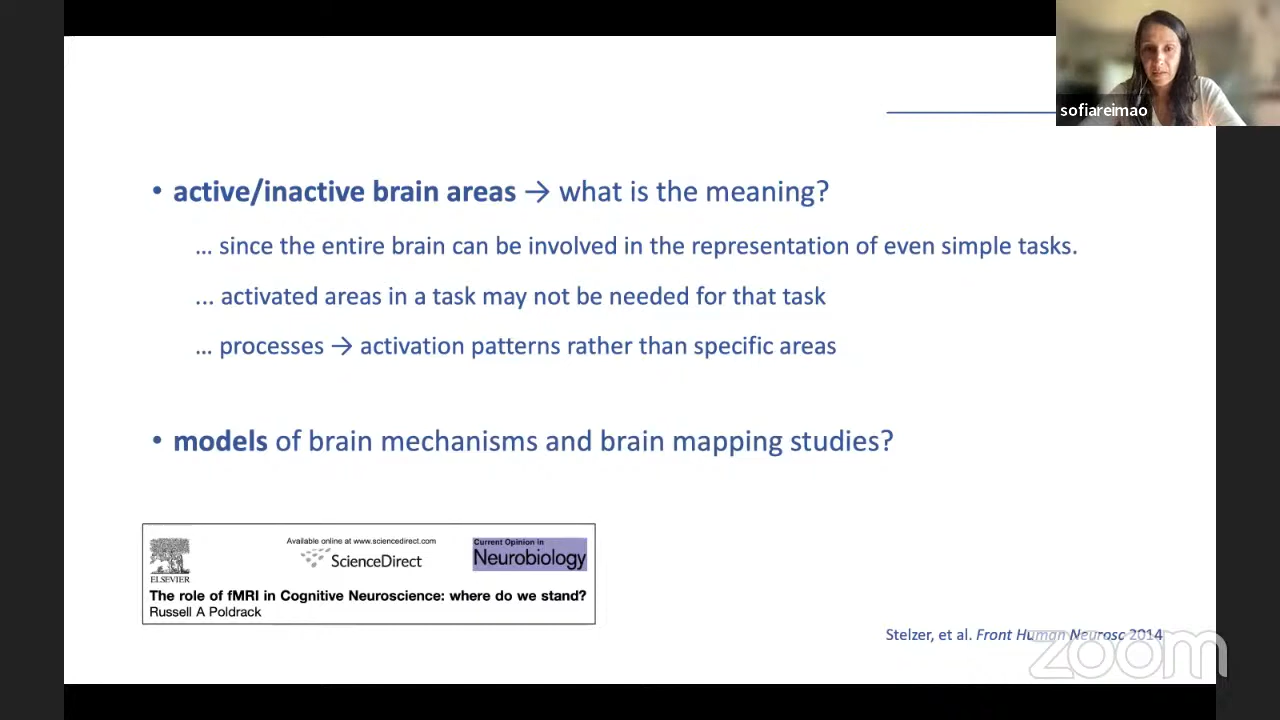 sofiareimao
• active/inactive brain areas → what is the meaning?
... since the entire brain can be involved in the representation of even simple tasks.
... activated areas in a task may not be needed for that task
... processes → activation patterns rather than specific areas
• models of brain mechanisms and brain mapping studies?
Available online at www.sciencedirect.com
ScienceDirect
Current Opinion in
Neurobiology
ELSEVIER
The role of fMRI in Cognitive Neuroscience: where do we stand?
Russell A Poldrack
Stelzer, et al. Front Human Neurosc 2014
zoom